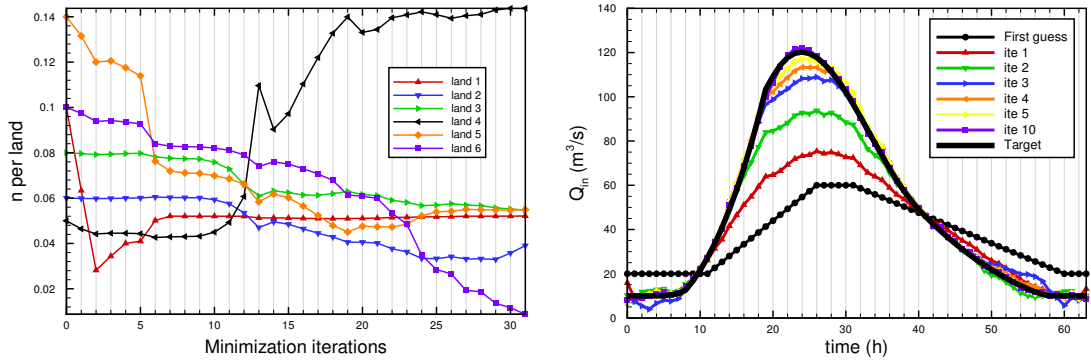 n per land
0.14
0.12
0.1
0.08
0.06
0.04
0.02
land 1
land 2
land 3
land 4
land 5
land 6
0 5 10 15 20 25 30
Minimization iterations
Q_in (m³/s)
140
120
100
80
60
40
20
0
First guess
ite 1
ite 2
ite 3
ite 4
ite 5
ite 10
Target
0 10 20 30 40 50 60
time (h)